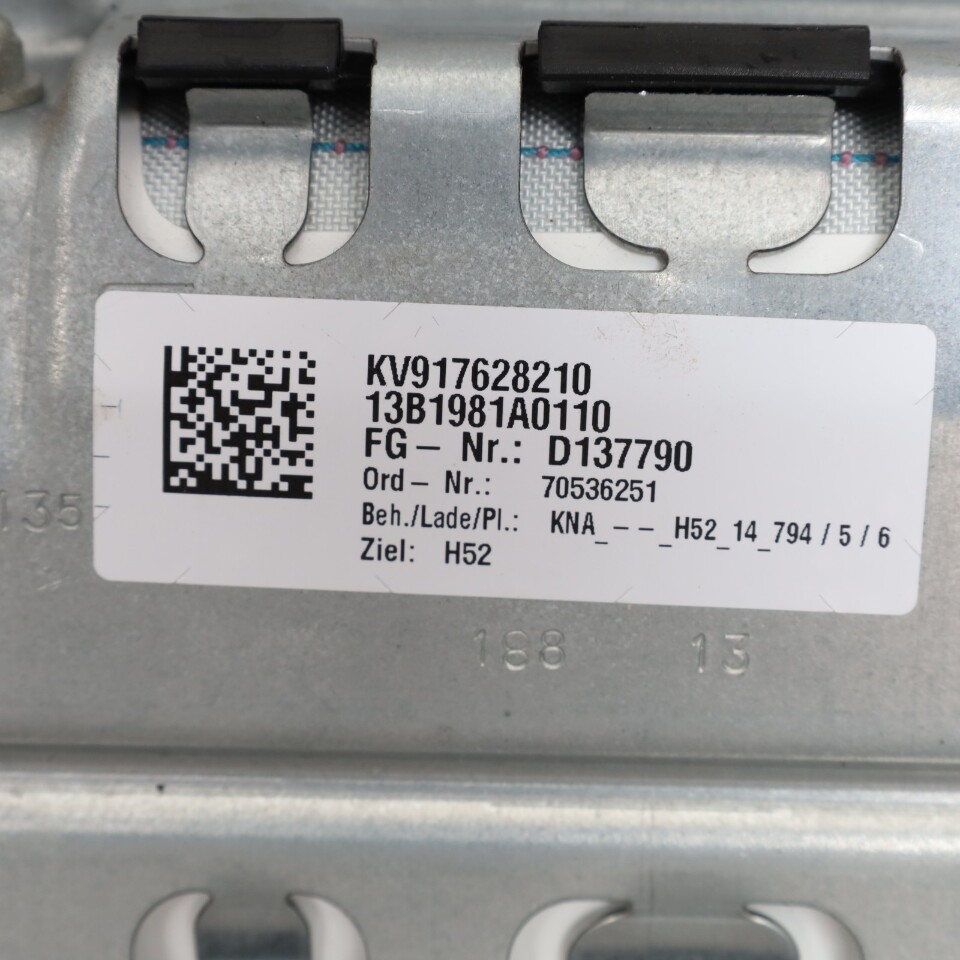 KV917628210
13B1981A0110
FG- Nr.: D137790
Ord- Nr.: 70536251
Beh./Lade/Pl.: KNA_--_H52_14_794 / 5 / 6
Ziel: H52
135
188 13